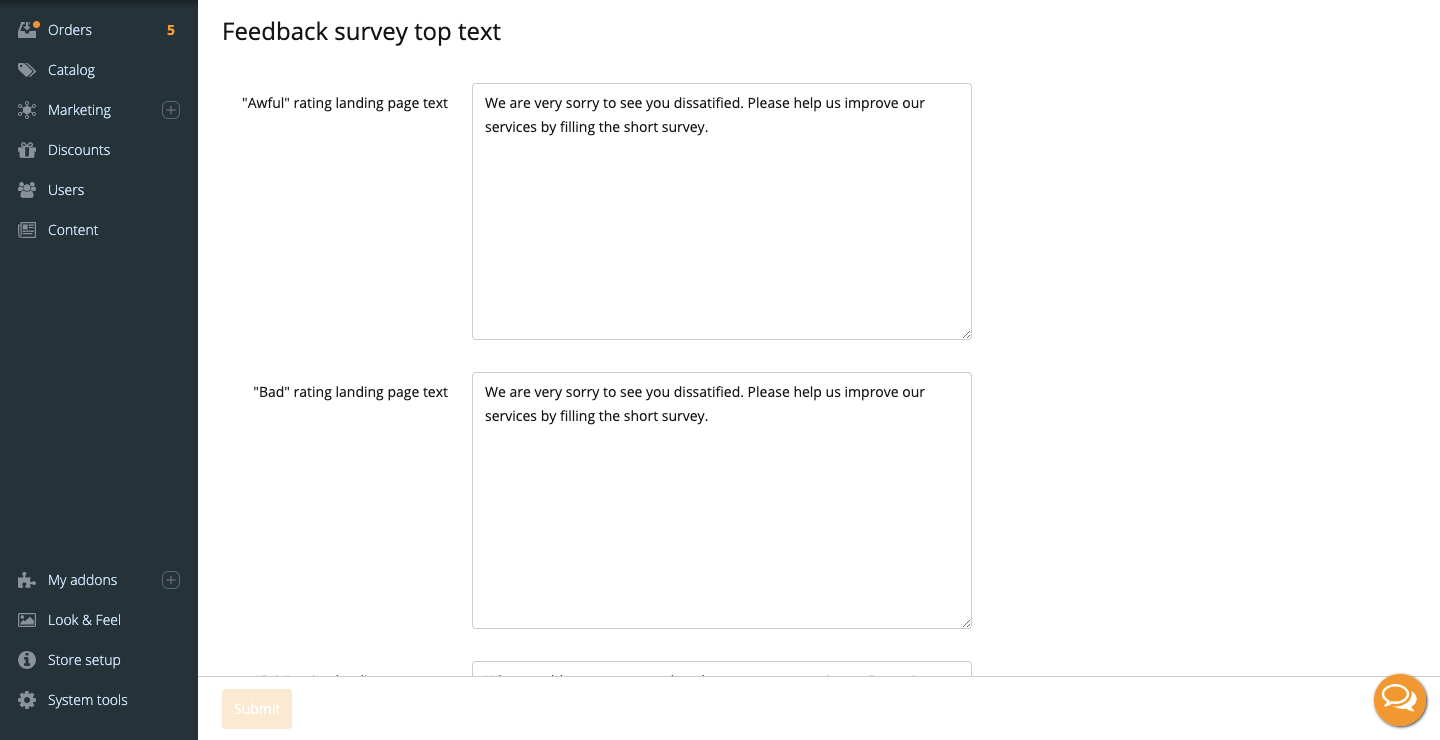 Orders 5
Catalog
Marketing
Discounts
Users
Content
My addons
Look & Feel
Store setup
System tools
Feedback survey top text
"Awful" rating landing page text
We are very sorry to see you dissatified. Please help us improve our
services by filling the short survey.
"Bad" rating landing page text
We are very sorry to see you dissatified. Please help us improve our
services by filling the short survey.
Submit